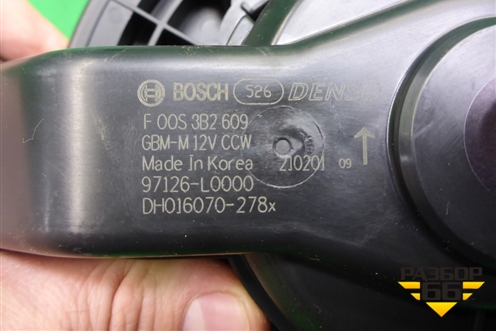 BOSCH 526 DENSO
F 00S 3B2 609
GBM-M 12V CCW
Made In Korea 210201 09
97126-L0000
DH016070-278x
РАЗБОР
66